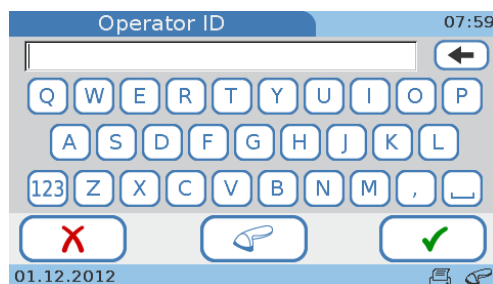 Operator ID 07:59
Q W E R T Y U I O P
A S D F G H J K L
123 Z X C V B N M ,
01.12.2012